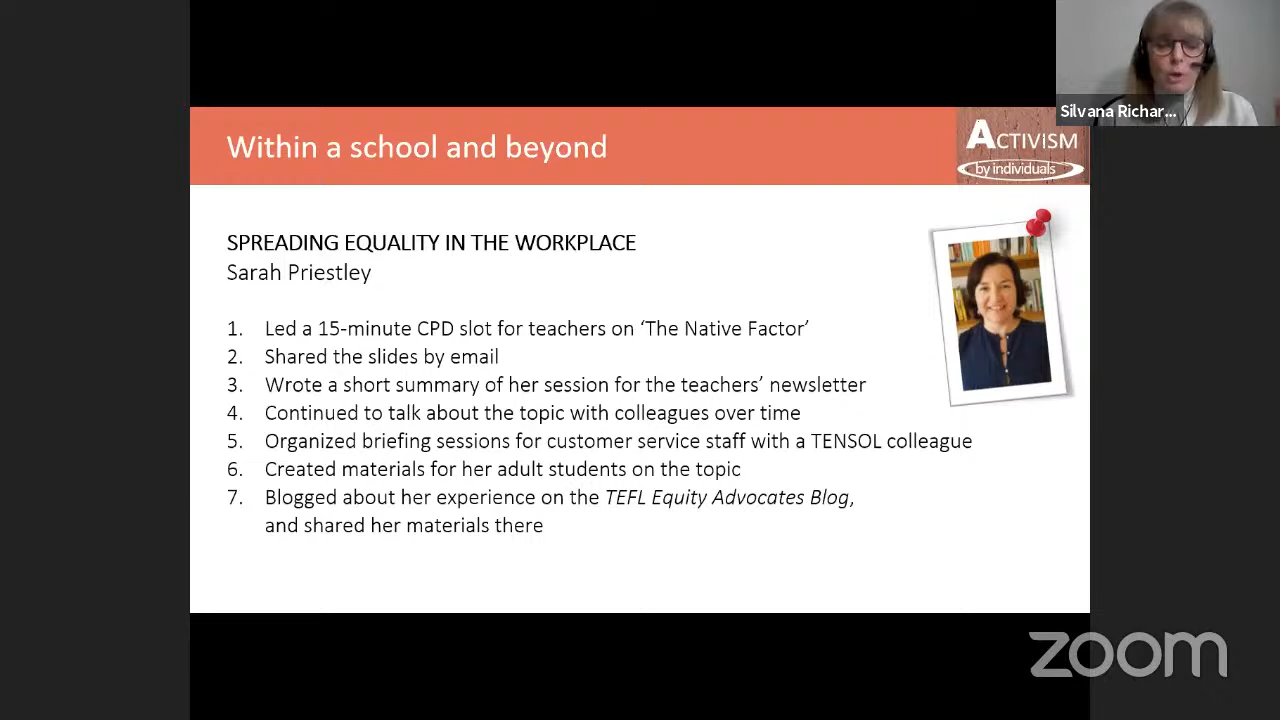 Silvana Richar...
Within a school and beyond
ACTIVISM
by individuals
SPREADING EQUALITY IN THE WORKPLACE
Sarah Priestley
1. Led a 15-minute CPD slot for teachers on ‘The Native Factor’
2. Shared the slides by email
3. Wrote a short summary of her session for the teachers’ newsletter
4. Continued to talk about the topic with colleagues over time
5. Organized briefing sessions for customer service staff with a TENSOL colleague
6. Created materials for her adult students on the topic
7. Blogged about her experience on the TEFL Equity Advocates Blog,
and shared her materials there
zoom